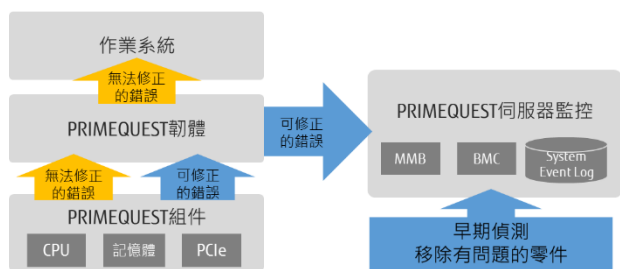 作業系統
無法修正
的錯誤
PRIMEQUEST韌體
無法修正
的錯誤
可修正
的錯誤
PRIMEQUEST組件
CPU
記憶體
PCIe
可修正
的錯誤
PRIMEQUEST伺服器監控
MMB
BMC
System
Event Log
早期偵測
移除有問題的零件